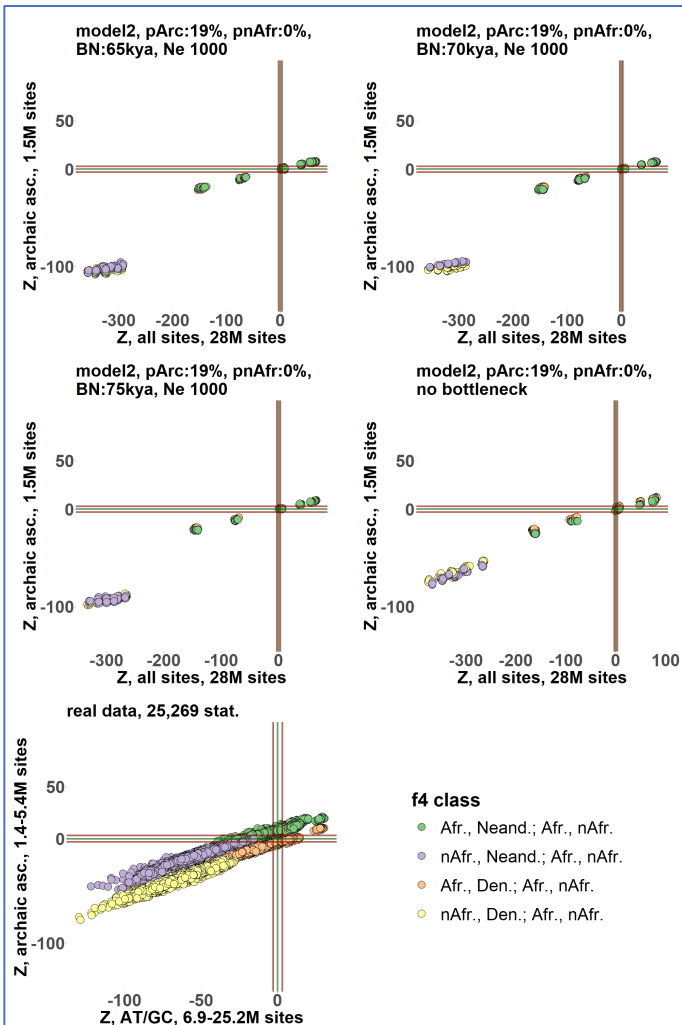 model2, pArc:19%, pnAfr:0%,
BN:65kya, Ne 1000
50
0
-100
Z, archaic asc., 1.5M sites
-300 -200 -100 0
Z, all sites, 28M sites
model2, pArc:19%, pnAfr:0%,
BN:70kya, Ne 1000
50
0
-100
Z, archaic asc., 1.5M sites
-300 -200 -100 0
Z, all sites, 28M sites
model2, pArc:19%, pnAfr:0%,
BN:75kya, Ne 1000
50
0
-100
Z, archaic asc., 1.5M sites
-300 -200 -100 0
Z, all sites, 28M sites
model2, pArc:19%, pnAfr:0%,
no bottleneck
50
0
-100
Z, archaic asc., 1.5M sites
-300 -200 -100 0 100
Z, all sites, 28M sites
real data, 25,269 stat.
50
0
-100
Z, archaic asc., 1.4-5.4M sites
-100 -50 0
Z, AT/GC, 6.9-25.2M sites
f4 class
Afr., Neand.; Afr., nAfr.
nAfr., Neand.; Afr., nAfr.
Afr., Den.; Afr., nAfr.
nAfr., Den.; Afr., nAfr.